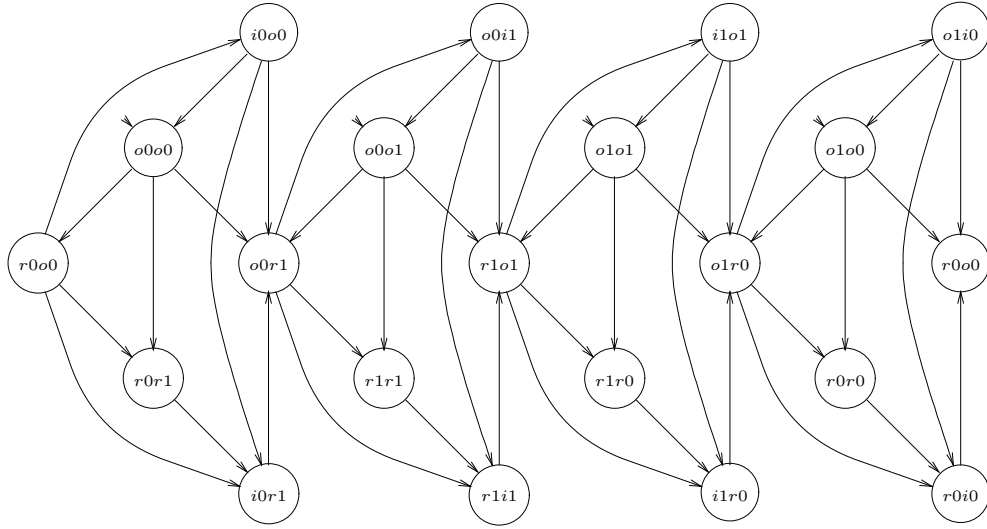 i0o0 o0i1 i1o1 o1i0
o0o0 o0o1 o1o1 o1o0
r0o0 o0r1 r1o1 o1r0 r0o0
r0r1 r1r1 r1r0 r0r0
i0r1 r1i1 i1r0 r0i0